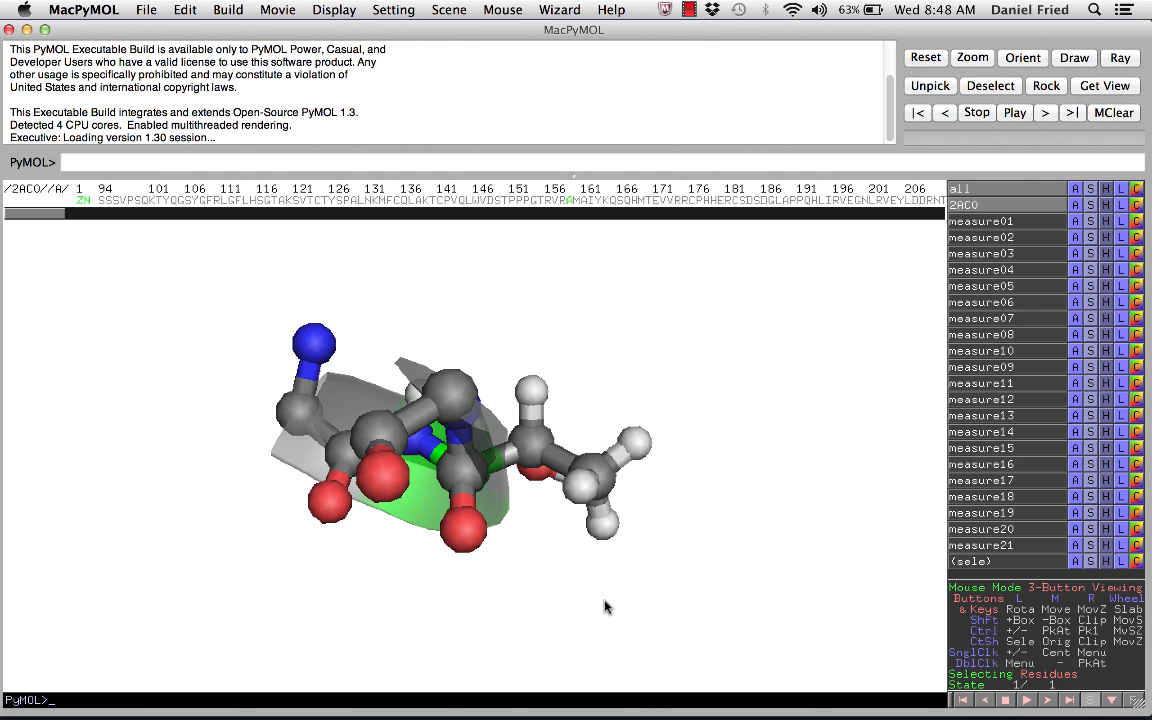 MacPyMOL File Edit Build Movie Display Setting Scene Mouse Wizard Help 63% Wed 8:48 AM Daniel Fried
MacPyMOL
This PyMOL Executable Build is available only to PyMOL Power, Casual, and
Developer Users who have a valid license to use this software product. Any
other usage is specifically prohibited and may constitute a violation of
United States and international copyright laws.
This Executable Build integrates and extends Open-Source PyMOL 1.3.
Detected 4 CPU cores. Enabled multithreaded rendering.
Executive: Loading version 1.30 session...
Reset Zoom Orient Draw Ray
Unpick Deselect Rock Get View
|< < Stop Play > >| MClear
PyMOL>
/2AC0//A/ 1 94 101 106 111 116 121 126 131 136 141 146 151 156 161 166 171 176 181 186 191 196 201 206
ZN SSSVPSQKTYQGSYGFRLGFLHSGTAKSVTCTYSPALNKMFCQLAKTCPVQLWVDSTPPPGTRVRAMAIYKQSQHMTEVVRRCPHHERCSDSDGLAPPQHLIRVEGNLRVEYLDDRNT
all A S H L C
2AC0 A S H L C
measure01 A S H L C
measure02 A S H L C
measure03 A S H L C
measure04 A S H L C
measure05 A S H L C
measure06 A S H L C
measure07 A S H L C
measure08 A S H L C
measure10 A S H L C
measure09 A S H L C
measure11 A S H L C
measure12 A S H L C
measure13 A S H L C
measure14 A S H L C
measure15 A S H L C
measure16 A S H L C
measure17 A S H L C
measure18 A S H L C
measure19 A S H L C
measure20 A S H L C
measure21 A S H L C
(sele) A S H L C
Mouse Mode 3-Button Viewing
Buttons L M R Wheel
& Keys Rota Move MovZ Slab
Shft +Box -Box Clip MovS
Ctrl +/- PkAt Pk1 MvSZ
CtSh Sele Orig Clip MovZ
SnglClk +/- Cent Menu
DblClk Menu - PkAt
Selecting Residues
State 1/ 1
PyMOL>_
S F